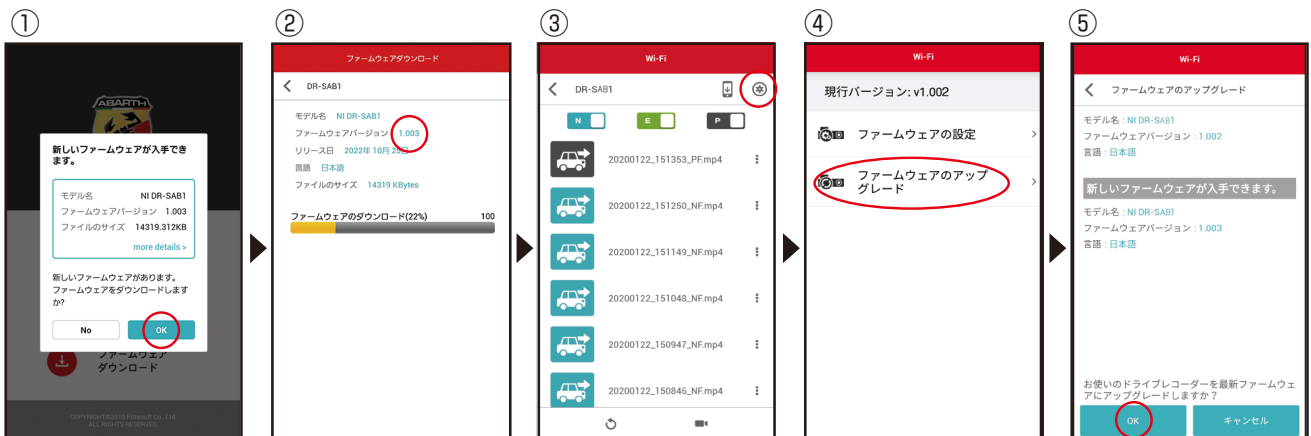 ①
ABARTH
新しいファームウェアが入手でき
ます。
モデル名 NI DR-SAB1
ファームウェアバージョン 1.003
ファイルのサイズ 14319.312KB
more details >
新しいファームウェアがあります。
ファームウェアをダウンロードします
か?
No OK
ファームウェア
ダウンロード
COPYRIGHT©2019 Pittasoft Co., Ltd
ALL RIGHTS RESERVED.
②
ファームウェアダウンロード
DR-SAB1
モデル名 NI DR-SAB1
ファームウェアバージョン 1.003
リリース日 2022年 10月 25日
言語 日本語
ファイルのサイズ 14319 KBytes
ファームウェアのダウンロード(22%) 100
③
Wi-Fi
DR-SAB1
N E P
20200122_151353_PF.mp4
20200122_151250_NF.mp4
20200122_151149_NF.mp4
20200122_151048_NF.mp4
20200122_150947_NF.mp4
20200122_150846_NF.mp4
④
Wi-Fi
現行バージョン: v1.002
ファームウェアの設定
ファームウェアのアップ
グレード
⑤
Wi-Fi
ファームウェアのアップグレード
モデル名 : NI DR-SAB1
ファームウェアバージョン : 1.002
言語 : 日本語
新しいファームウェアが入手できます。
モデル名 : NI DR-SAB1
ファームウェアバージョン : 1.003
言語 : 日本語
お使いのドライブレコーダーを最新ファームウェ
アにアップグレードしますか？
OK キャンセル